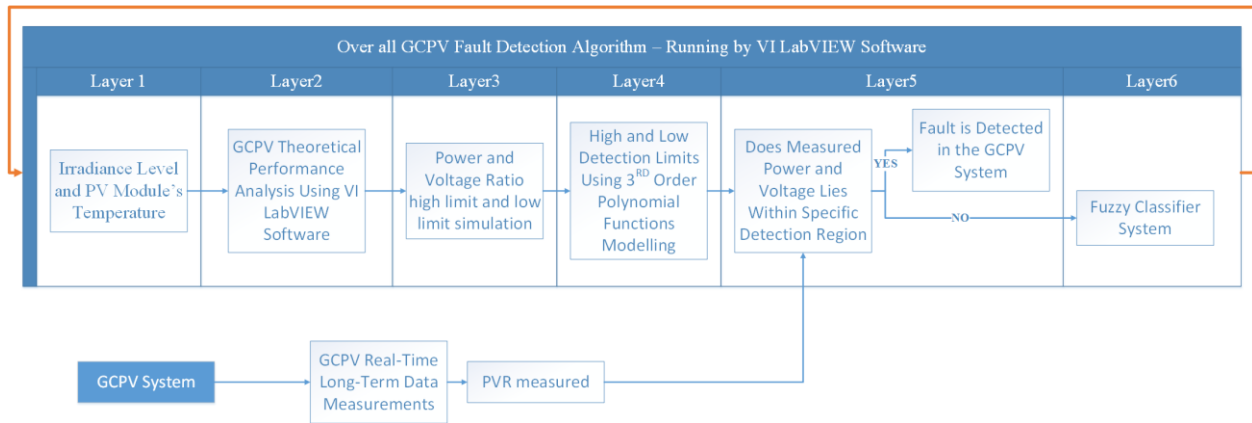 Over all GCPV Fault Detection Algorithm – Running by VI LabVIEW Software
Layer 1
Layer2
Layer3
Layer4
Layer5
Layer6
Irradiance Level
and PV Module`s
Temperature
GCPV Theoretical
Performance
Analysis Using VI
LabVIEW
Software
Power and
Voltage Ratio
high limit and low
limit simulation
High and Low
Detection Limits
Using 3RD Order
Polynomial
Functions
Modelling
Does Measured
Power and
Voltage Lies
Within Specific
Detection Region
YES
Fault is Detected
in the GCPV
System
NO
Fuzzy Classifier
System
GCPV System
GCPV Real-Time
Long-Term Data
Measurements
PVR measured